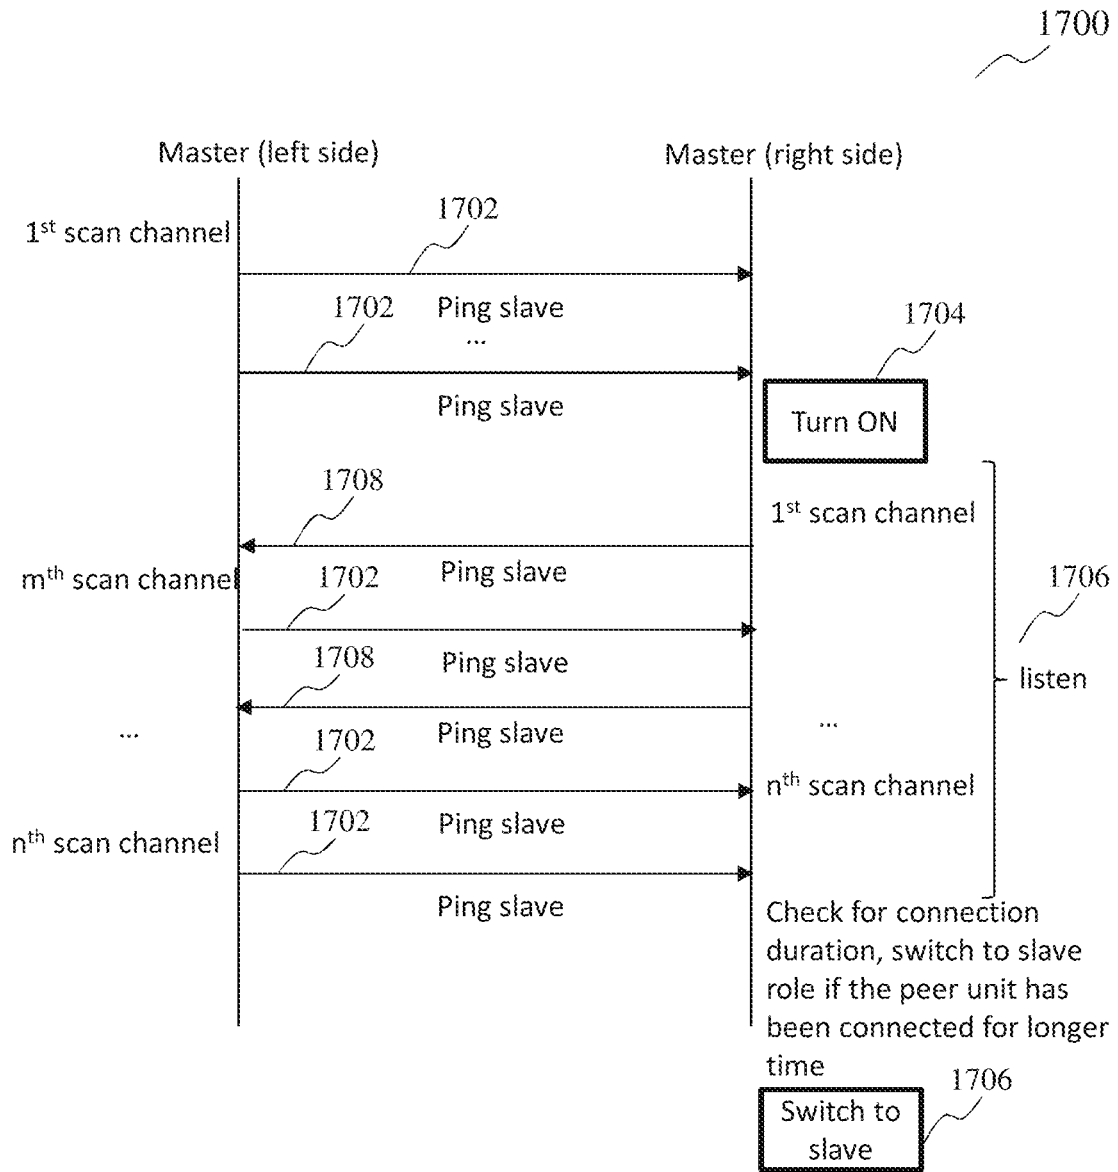 1700
Master (left side)
Master (right side)
1st scan channel
1702
Ping slave
1702
...
1704
Ping slave
Turn ON
1708
1st scan channel
Ping slave
mth scan channel
1702
1706
1708
Ping slave
listen
...
1702
Ping slave
...
nth scan channel
1702
Ping slave
nth scan channel
Ping slave
Check for connection
duration, switch to slave
role if the peer unit has
been connected for longer
time
1706
Switch to
slave